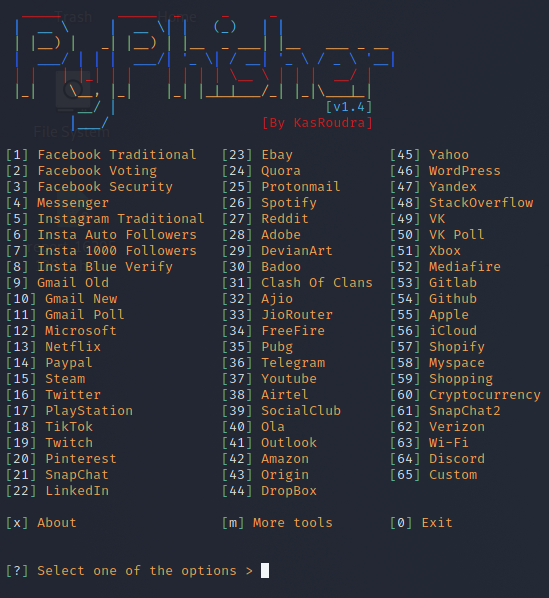 Trash
Home
File System
PyPhisher
[v1.4]
[By KasRoudra]
[1] Facebook Traditional [23] Ebay [45] Yahoo
[2] Facebook Voting [24] Quora [46] WordPress
[3] Facebook Security [25] Protonmail [47] Yandex
[4] Messenger [26] Spotify [48] StackOverflow
[5] Instagram Traditional [27] Reddit [49] VK
[6] Insta Auto Followers [28] Adobe [50] VK Poll
[7] Insta 1000 Followers [29] DevianArt [51] Xbox
[8] Insta Blue Verify [30] Badoo [52] Mediafire
[9] Gmail Old [31] Clash Of Clans [53] Gitlab
[10] Gmail New [32] Ajio [54] Github
[11] Gmail Poll [33] JioRouter [55] Apple
[12] Microsoft [34] FreeFire [56] iCloud
[13] Netflix [35] Pubg [57] Shopify
[14] Paypal [36] Telegram [58] Myspace
[15] Steam [37] Youtube [59] Shopping
[16] Twitter [38] Airtel [60] Cryptocurrency
[17] PlayStation [39] SocialClub [61] SnapChat2
[18] TikTok [40] Ola [62] Verizon
[19] Twitch [41] Outlook [63] Wi-Fi
[20] Pinterest [42] Amazon [64] Discord
[21] SnapChat [43] Origin [65] Custom
[22] LinkedIn [44] DropBox
[x] About [m] More tools [0] Exit
[?] Select one of the options >